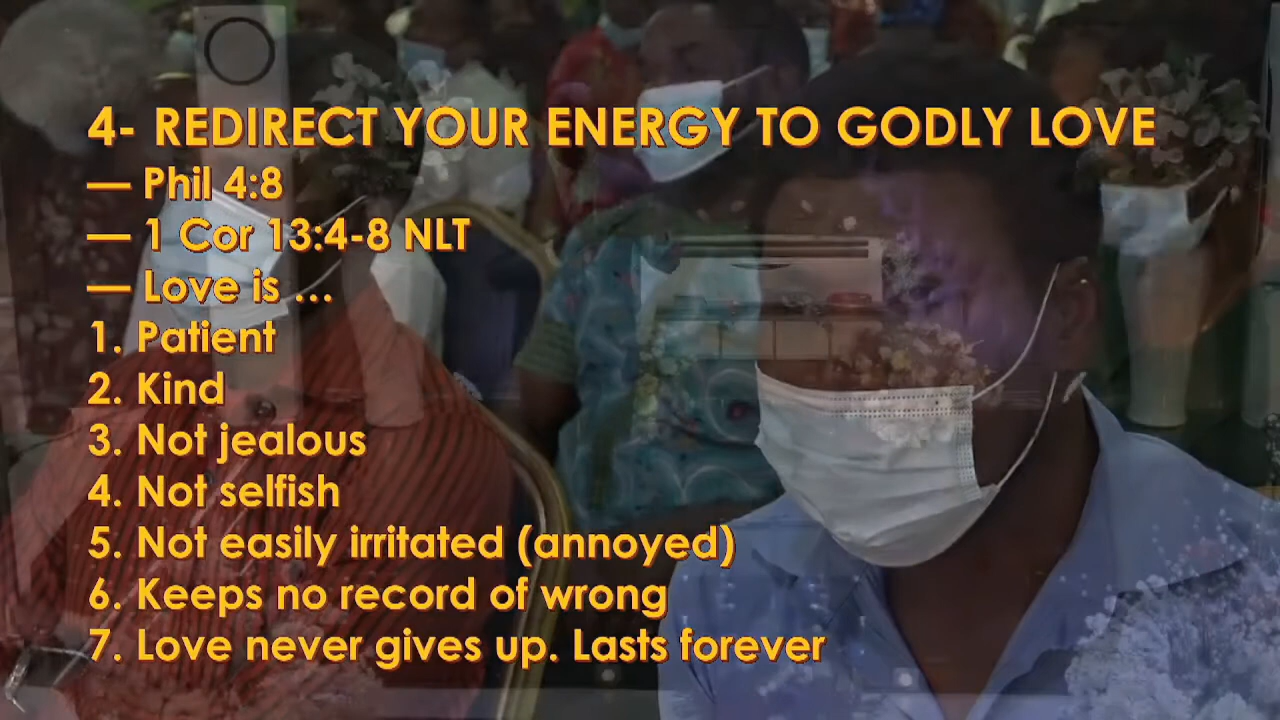 4- REDIRECT YOUR ENERGY TO GODLY LOVE
— Phil 4:8
— 1 Cor 13:4-8 NLT
— Love is ...
1. Patient
2. Kind
3. Not jealous
4. Not selfish
5. Not easily irritated (annoyed)
6. Keeps no record of wrong
7. Love never gives up. Lasts forever